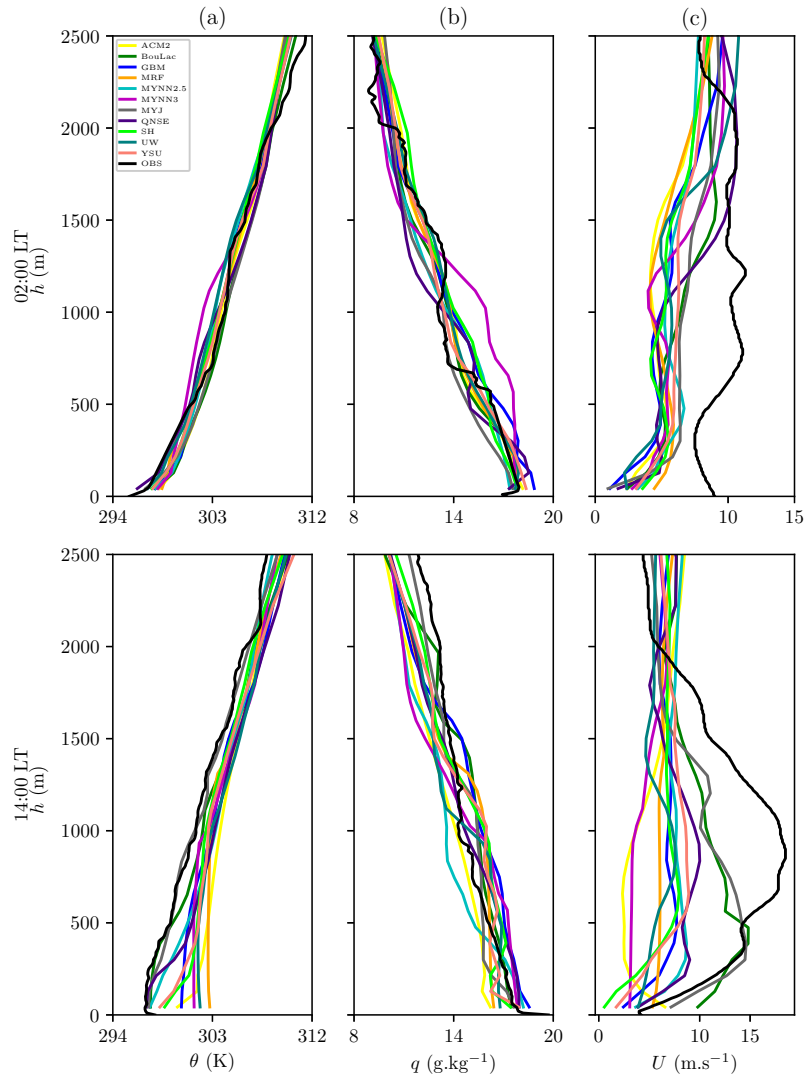 (a) (b) (c)
2500
2000
1500
1000
500
0
02:00 LT
h (m)
ACM2
BouLac
GBM
MRF
MYNN2.5
MYNN3
MYJ
QNSE
SH
UW
YSU
OBS
294 303 312
8 14 20
0 10 15
2500
2000
1500
1000
500
0
14:00 LT
h (m)
294 303 312
8 14 20
0 10 15
θ (K) q (g.kg⁻¹) U (m.s⁻¹)